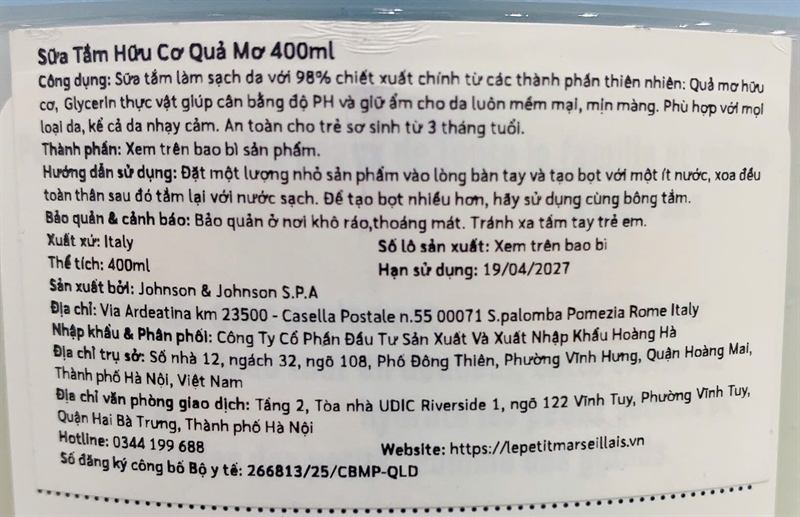 Sữa Tắm Hữu Cơ Quả Mơ 400ml
Công dụng: Sữa tắm làm sạch da với 98% chiết xuất chính từ các thành phần thiên nhiên: Quả mơ hữu
cơ, Glycerin thực vật giúp cân bằng độ PH và giữ ẩm cho da luôn mềm mại, mịn màng. Phù hợp với mọi
loại da, kể cả da nhạy cảm. An toàn cho trẻ sơ sinh từ 3 tháng tuổi.
Thành phần: Xem trên bao bì sản phẩm.
Hướng dẫn sử dụng: Đặt một lượng nhỏ sản phẩm vào lòng bàn tay và tạo bọt với một ít nước, xoa đều
toàn thân sau đó tắm lại với nước sạch. Để tạo bọt nhiều hơn, hãy sử dụng cùng bông tắm.
Bảo quản & cảnh báo: Bảo quản ở nơi khô ráo,thoáng mát. Tránh xa tầm tay trẻ em.
Xuất xứ: Italy
Số lô sản xuất: Xem trên bao bì
Thể tích: 400ml
Hạn sử dụng: 19/04/2027
Sản xuất bởi: Johnson & Johnson S.P.A
Địa chỉ: Via Ardeatina km 23500 - Casella Postale n.55 00071 S.palomba Pomezia Rome Italy
Nhập khẩu & Phân phối: Công Ty Cổ Phần Đầu Tư Sản Xuất Và Xuất Nhập Khẩu Hoàng Hà
Địa chỉ trụ sở: Số nhà 12, ngách 32, ngõ 108, Phố Đông Thiên, Phường Vĩnh Hưng, Quận Hoàng Mai,
Thành phố Hà Nội, Việt Nam
Địa chỉ văn phòng giao dịch: Tầng 2, Tòa nhà UDIC Riverside 1, ngõ 122 Vĩnh Tuy, Phường Vĩnh Tuy,
Quận Hai Bà Trưng, Thành phố Hà Nội
Hotline: 0344 199 688
Website: https://lepetitmarseillais.vn
Số đăng ký công bố Bộ y tế: 266813/25/CBMP-QLD